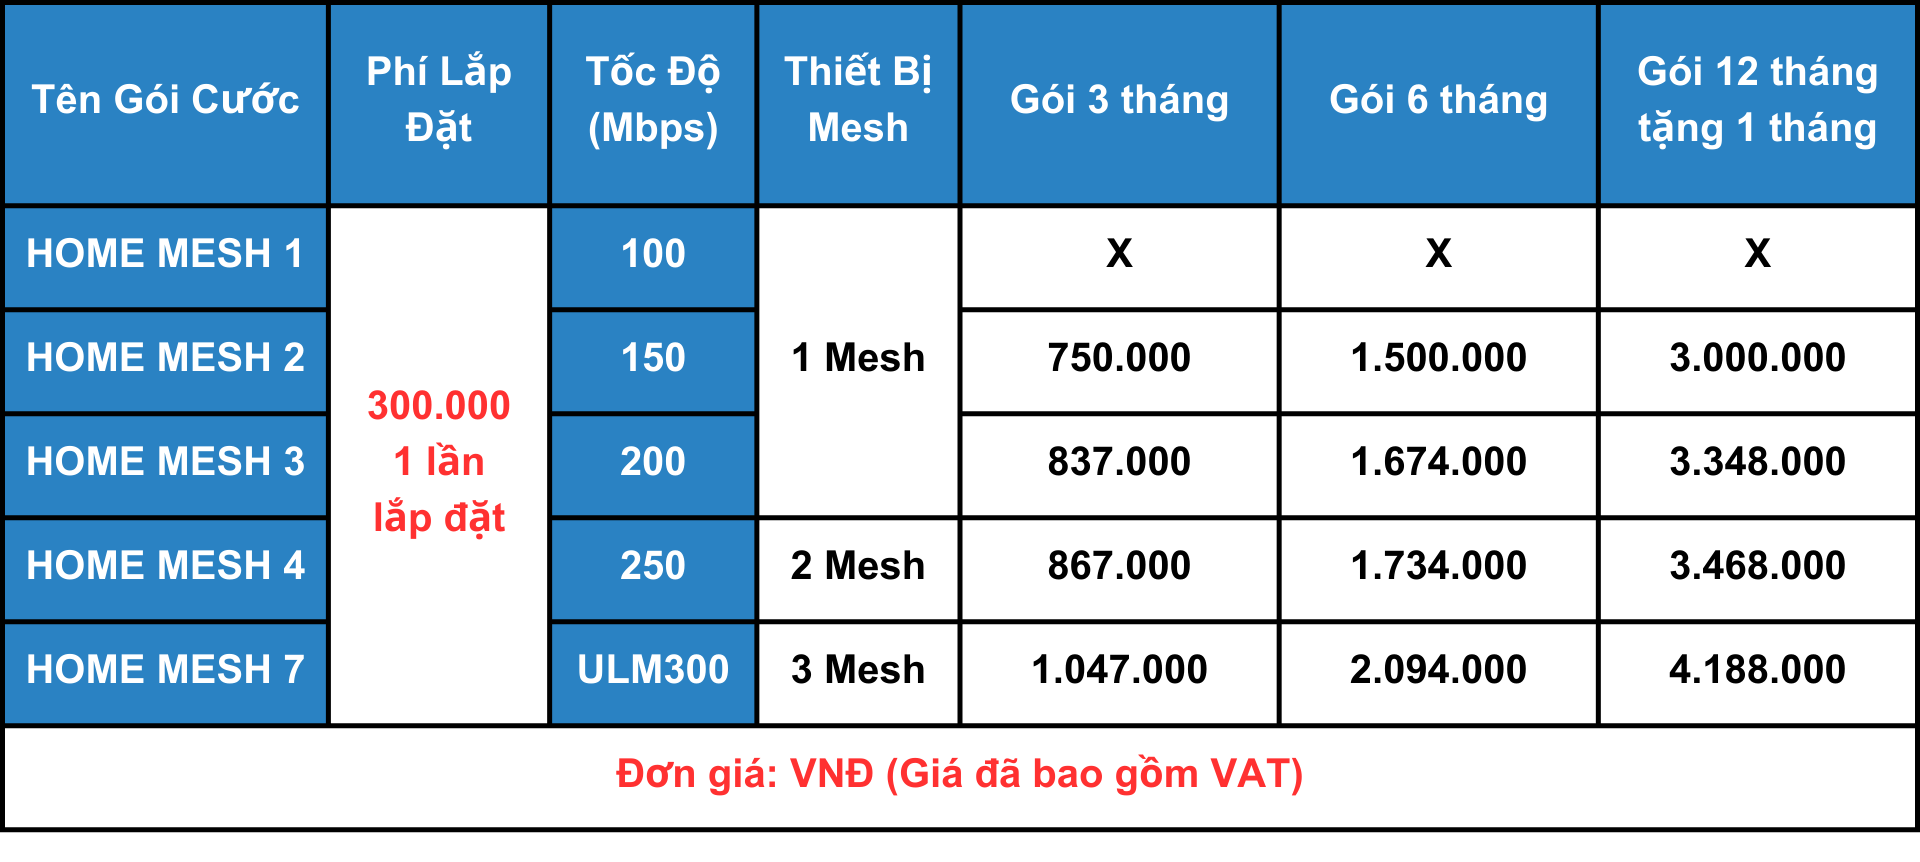 Tên Gói Cước
Phí Lắp
Đặt
Tốc Độ
(Mbps)
Thiết Bị
Mesh
Gói 3 tháng
Gói 6 tháng
Gói 12 tháng
tặng 1 tháng
HOME MESH 1
300.000
1 lần
lắp đặt
100
1 Mesh
X
X
X
HOME MESH 2
150
750.000
1.500.000
3.000.000
HOME MESH 3
200
837.000
1.674.000
3.348.000
HOME MESH 4
250
2 Mesh
867.000
1.734.000
3.468.000
HOME MESH 7
ULM300
3 Mesh
1.047.000
2.094.000
4.188.000
Đơn giá: VNĐ (Giá đã bao gồm VAT)